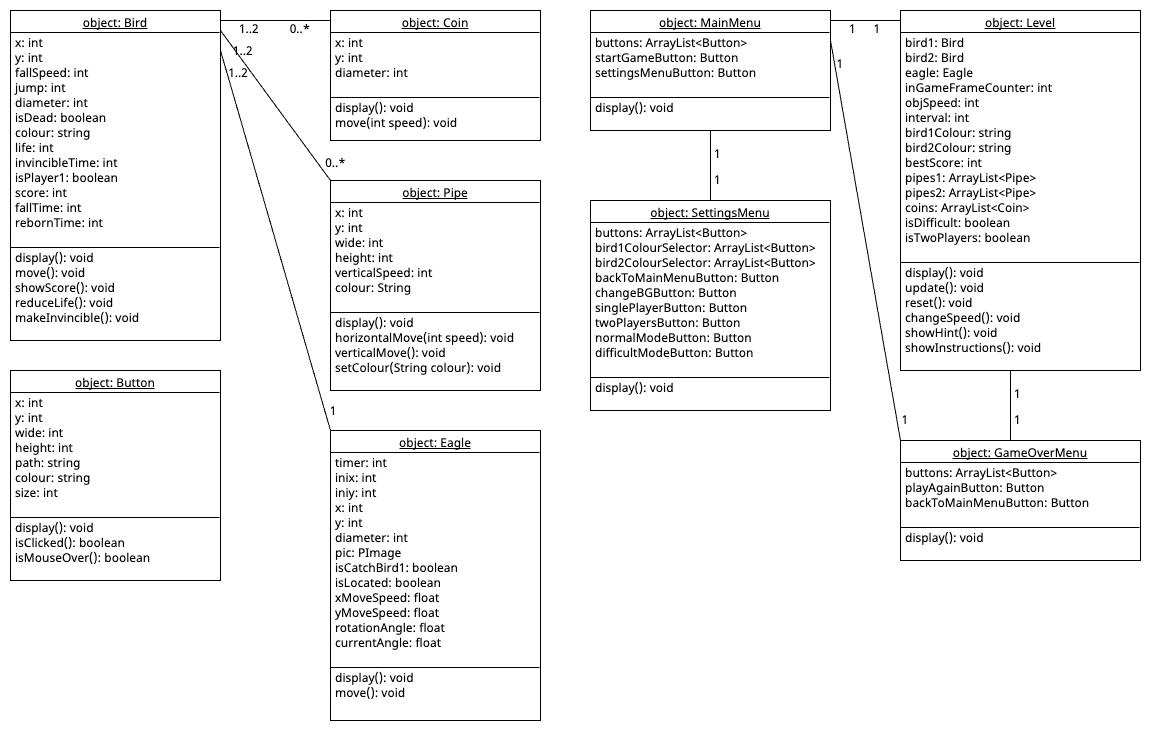 object: Bird
x: int
y: int
fallSpeed: int
jump: int
diameter: int
isDead: boolean
colour: string
life: int
invincibleTime: int
isPlayer1: boolean
score: int
fallTime: int
rebornTime: int
display(): void
move(): void
showScore(): void
reduceLife(): void
makeInvincible(): void
1..2
0..*
1..2
1..2
0..*
1
object: Coin
x: int
y: int
diameter: int
display(): void
move(int speed): void
object: Pipe
x: int
y: int
wide: int
height: int
verticalSpeed: int
colour: String
display(): void
horizontalMove(int speed): void
verticalMove(): void
setColour(String colour): void
object: Button
x: int
y: int
wide: int
height: int
path: string
colour: string
size: int
display(): void
isClicked(): boolean
isMouseOver(): boolean
object: Eagle
timer: int
inix: int
iniy: int
x: int
y: int
diameter: int
pic: PImage
isCatchBird1: boolean
isLocated: boolean
xMoveSpeed: float
yMoveSpeed: float
rotationAngle: float
currentAngle: float
display(): void
move(): void
object: MainMenu
buttons: ArrayList<Button>
startGameButton: Button
settingsMenuButton: Button
display(): void
1
1
1
1
1
1
object: SettingsMenu
buttons: ArrayList<Button>
bird1ColourSelector: ArrayList<Button>
bird2ColourSelector: ArrayList<Button>
backToMainMenuButton: Button
changeBGButton: Button
singlePlayerButton: Button
twoPlayersButton: Button
normalModeButton: Button
difficultModeButton: Button
display(): void
object: Level
bird1: Bird
bird2: Bird
eagle: Eagle
inGameFrameCounter: int
objSpeed: int
interval: int
bird1Colour: string
bird2Colour: string
bestScore: int
pipes1: ArrayList<Pipe>
pipes2: ArrayList<Pipe>
coins: ArrayList<Coin>
isDifficult: boolean
isTwoPlayers: boolean
display(): void
update(): void
reset(): void
changeSpeed(): void
showHint(): void
showInstructions(): void
1
1
object: GameOverMenu
buttons: ArrayList<Button>
playAgainButton: Button
backToMainMenuButton: Button
display(): void